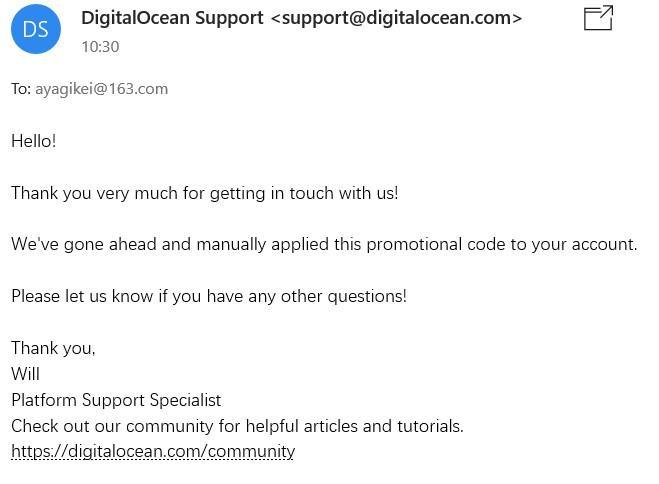 DS
DigitalOcean Support <support@digitalocean.com>
10:30
To: ayagikei@163.com
Hello!
Thank you very much for getting in touch with us!
We've gone ahead and manually applied this promotional code to your account.
Please let us know if you have any other questions!
Thank you,
Will
Platform Support Specialist
Check out our community for helpful articles and tutorials.
https://digitalocean.com/community